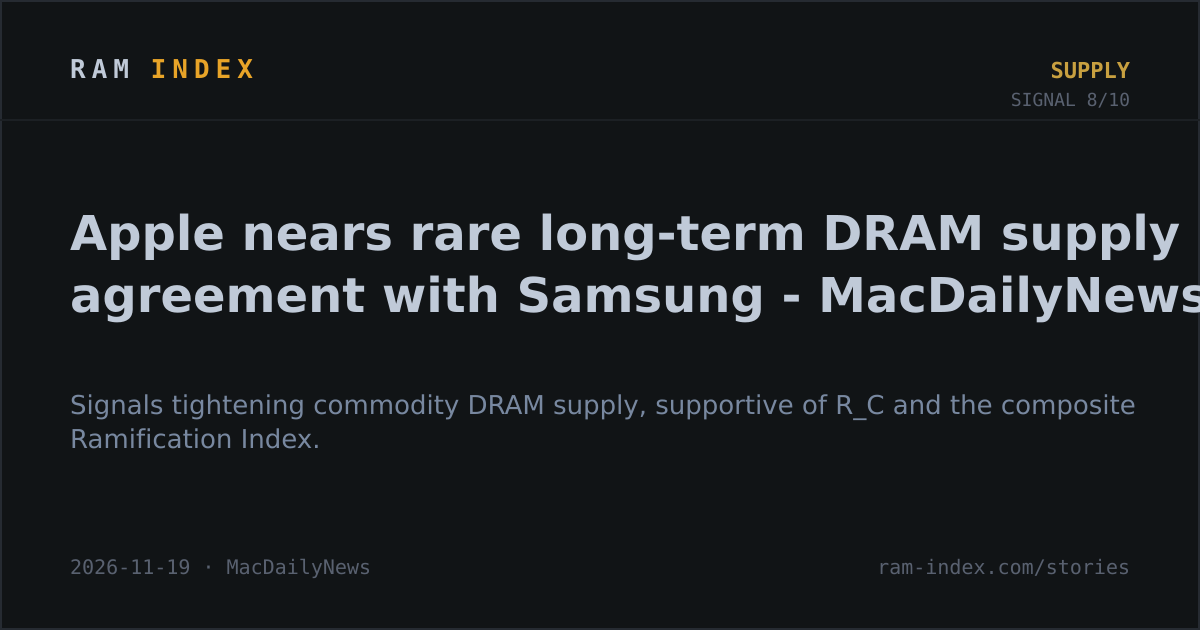 RAM INDEX
SUPPLY
SIGNAL 8/10
Apple nears rare long-term DRAM supply
agreement with Samsung - MacDailyNews
Signals tightening commodity DRAM supply, supportive of R_C and the composite
Ramification Index.
2026-11-19 · MacDailyNews
ram-index.com/stories